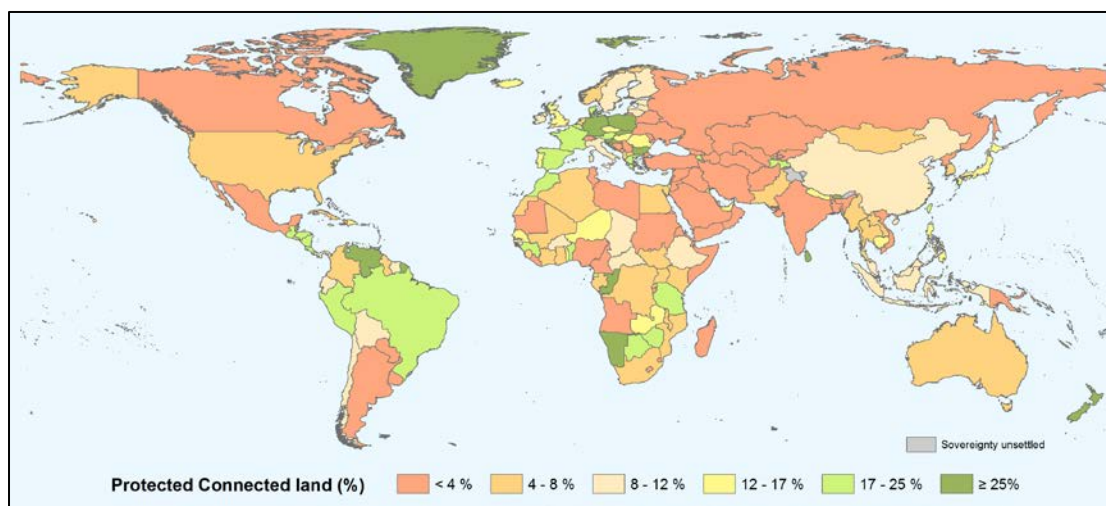 Sovereignty unsettled
Protected Connected land (%) < 4 % 4 - 8 % 8 - 12 % 12 - 17 % 17 - 25 % ≥ 25%